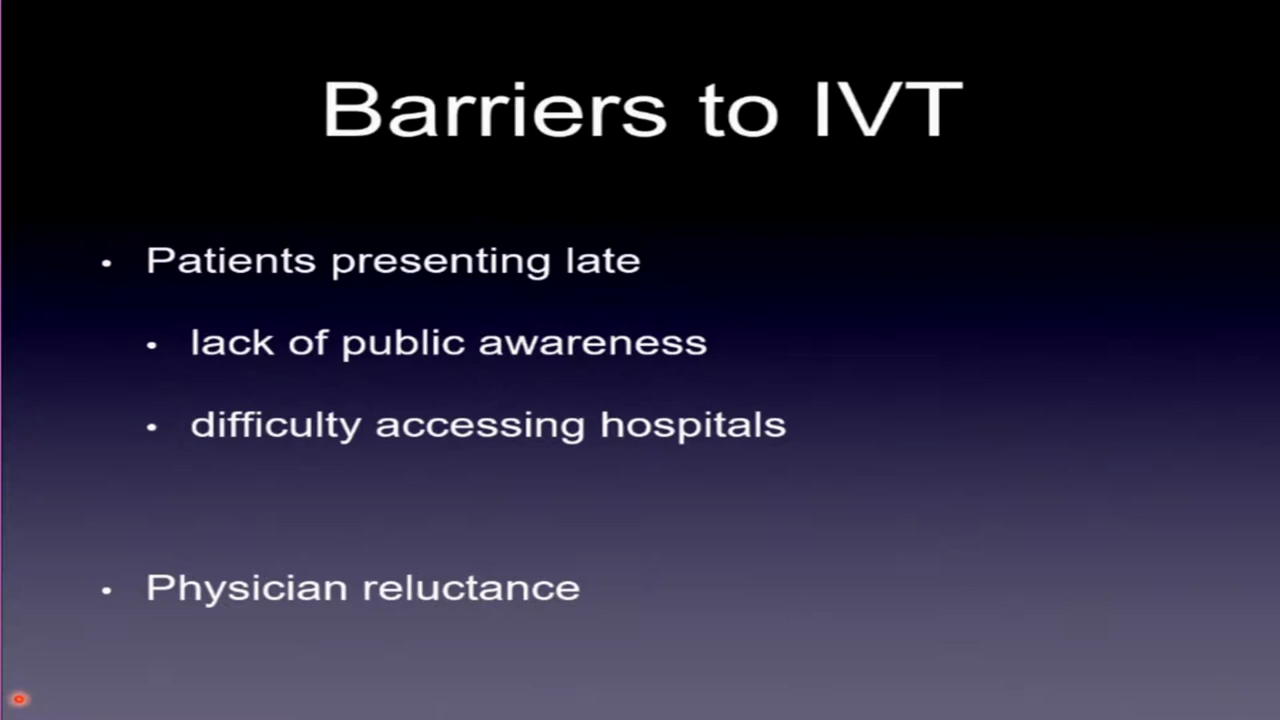 Barriers to IVT
• Patients presenting late
• lack of public awareness
• difficulty accessing hospitals
• Physician reluctance